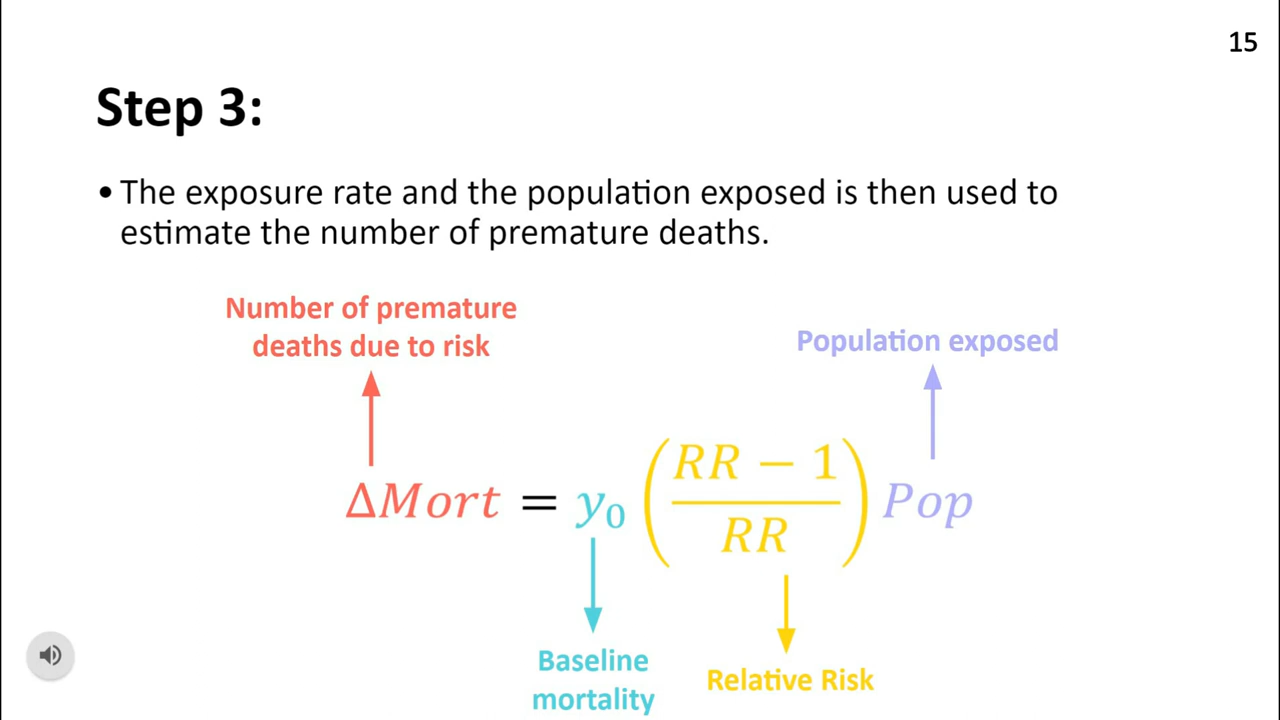 15
Step 3:
• The exposure rate and the population exposed is then used to
estimate the number of premature deaths.
Number of premature
deaths due to risk
Population exposed
ΔMort = y₀ ((RR − 1)/RR) Pop
Baseline
mortality
Relative Risk